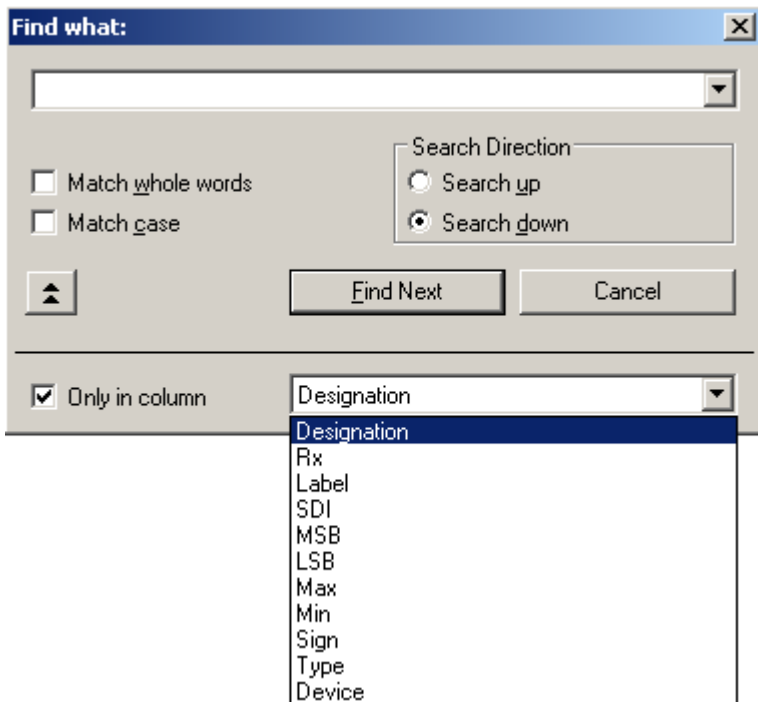 Find what:
Search Direction
Match whole words
Search up
Match case
Search down
Find Next
Cancel
Only in column
Designation
Designation
Rx
Label
SDI
MSB
LSB
Max
Min
Sign
Type
Device